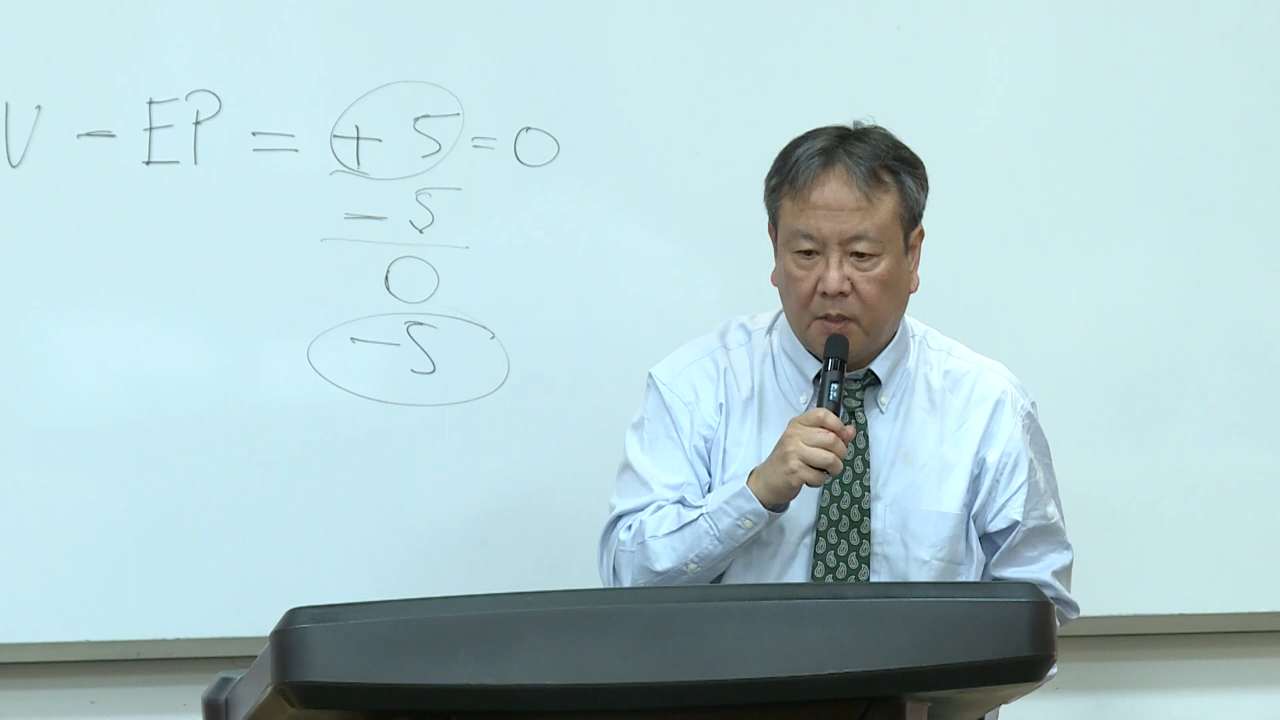 V - EP = + 5 = 0
- 5
0
- 5